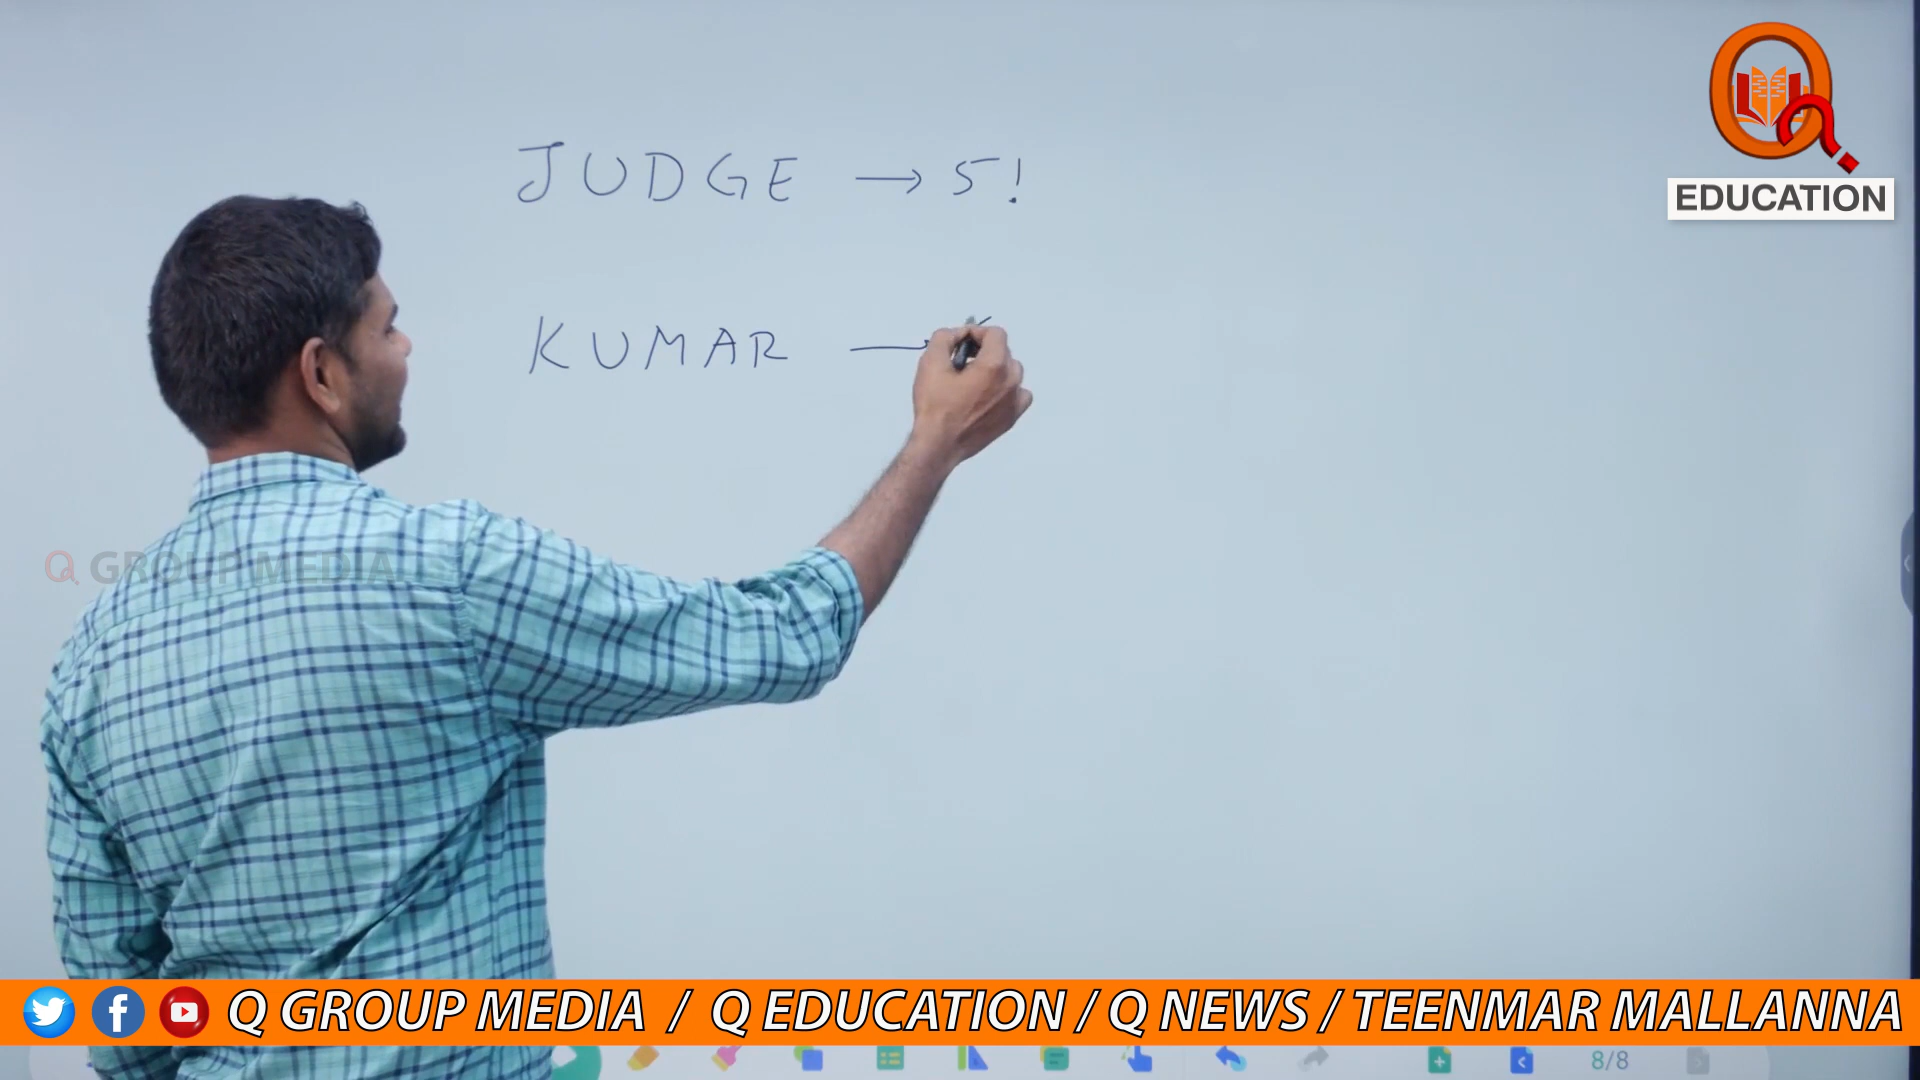 JUDGE → 5!
KUMAR →
EDUCATION
Q GROUP MEDIA
Q GROUP MEDIA / Q EDUCATION / Q NEWS / TEENMAR MALLANNA
8/8